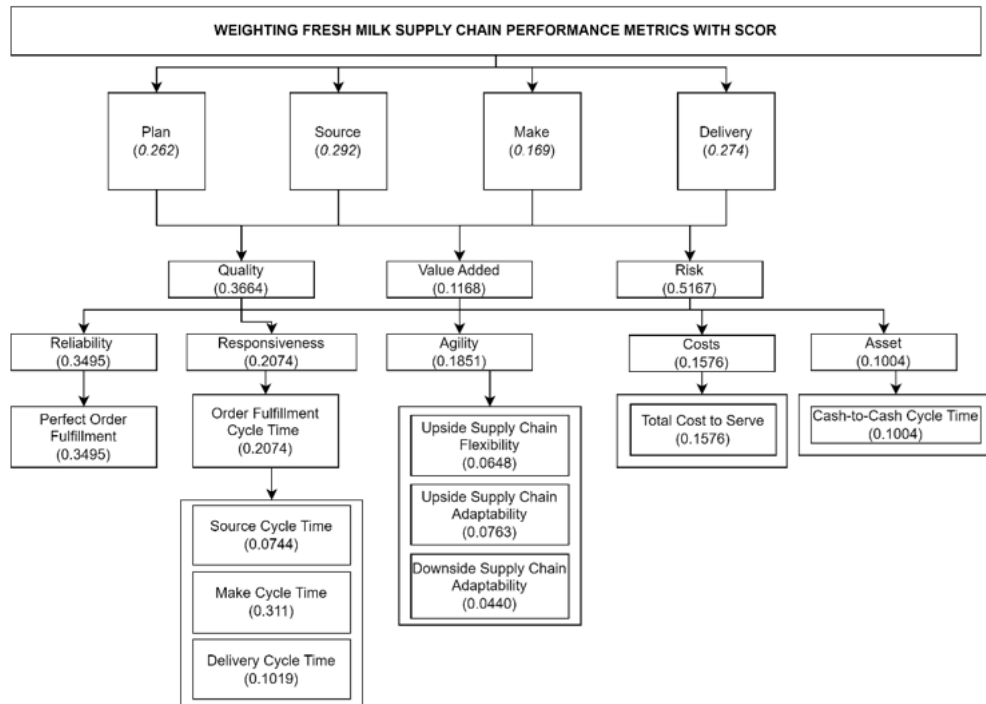 WEIGHTING FRESH MILK SUPPLY CHAIN PERFORMANCE METRICS WITH SCOR
Plan
(0.262)
Source
(0.292)
Make
(0.169)
Delivery
(0.274)
Quality
(0.3664)
Value Added
(0.1168)
Risk
(0.5167)
Reliability
(0.3495)
Responsiveness
(0.2074)
Agility
(0.1851)
Costs
(0.1576)
Asset
(0.1004)
Perfect Order
Fulfillment
(0.3495)
Order Fulfillment
Cycle Time
(0.2074)
Upside Supply Chain
Flexibility
(0.0648)
Total Cost to Serve
(0.1576)
Cash-to-Cash Cycle Time
(0.1004)
Source Cycle Time
(0.0744)
Upside Supply Chain
Adaptability
(0.0763)
Make Cycle Time
(0.311)
Downside Supply Chain
Adaptability
(0.0440)
Delivery Cycle Time
(0.1019)